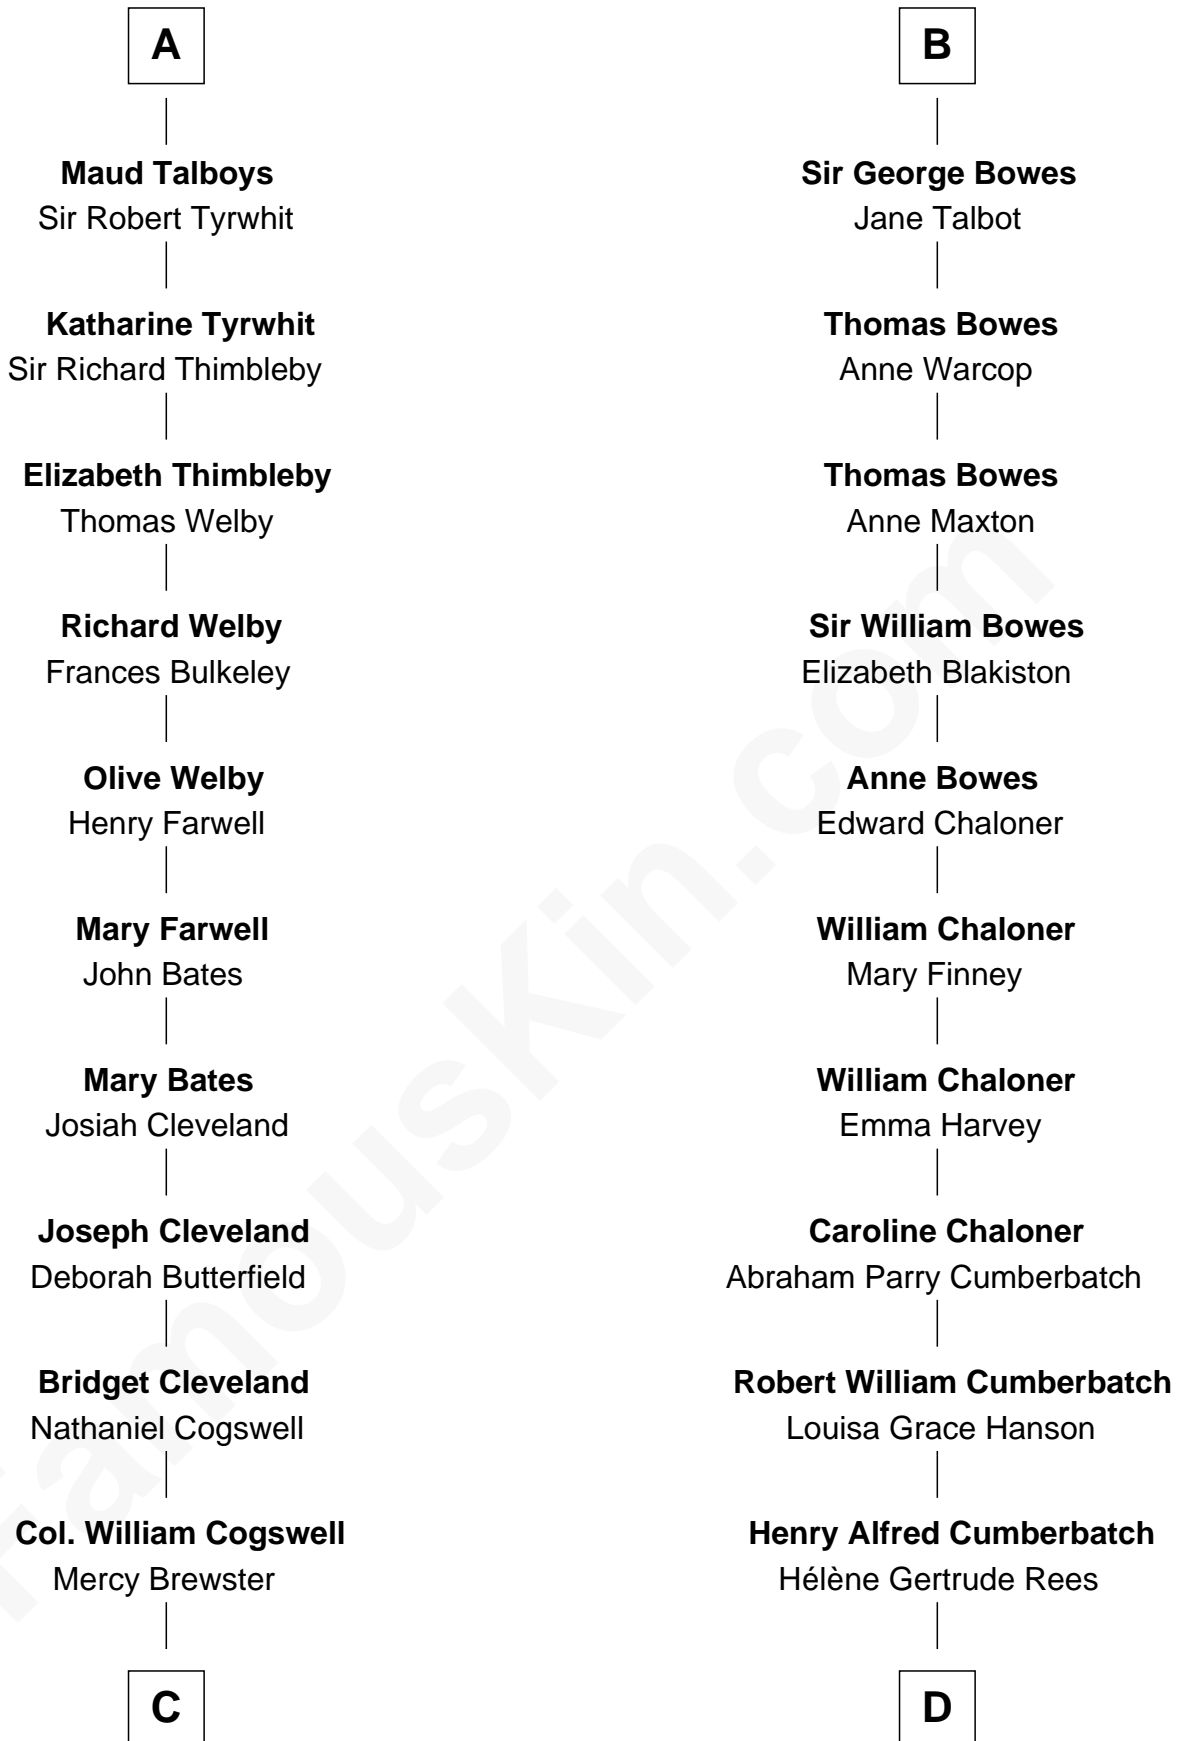 A
Maud Talboys
Sir Robert Tyrwhit
Katharine Tyrwhit
Sir Richard Thimbleby
Elizabeth Thimbleby
Thomas Welby
Richard Welby
Frances Bulkeley
Olive Welby
Henry Farwell
Mary Farwell
John Bates
Mary Bates
Josiah Cleveland
Joseph Cleveland
Deborah Butterfield
Bridget Cleveland
Nathaniel Cogswell
Col. William Cogswell
Mercy Brewster
C
B
Sir George Bowes
Jane Talbot
Thomas Bowes
Anne Warcop
Thomas Bowes
Anne Maxton
Sir William Bowes
Elizabeth Blakiston
Anne Bowes
Edward Chaloner
William Chaloner
Mary Finney
William Chaloner
Emma Harvey
Caroline Chaloner
Abraham Parry Cumberbatch
Robert William Cumberbatch
Louisa Grace Hanson
Henry Alfred Cumberbatch
Hélène Gertrude Rees
D
FamousKin.com